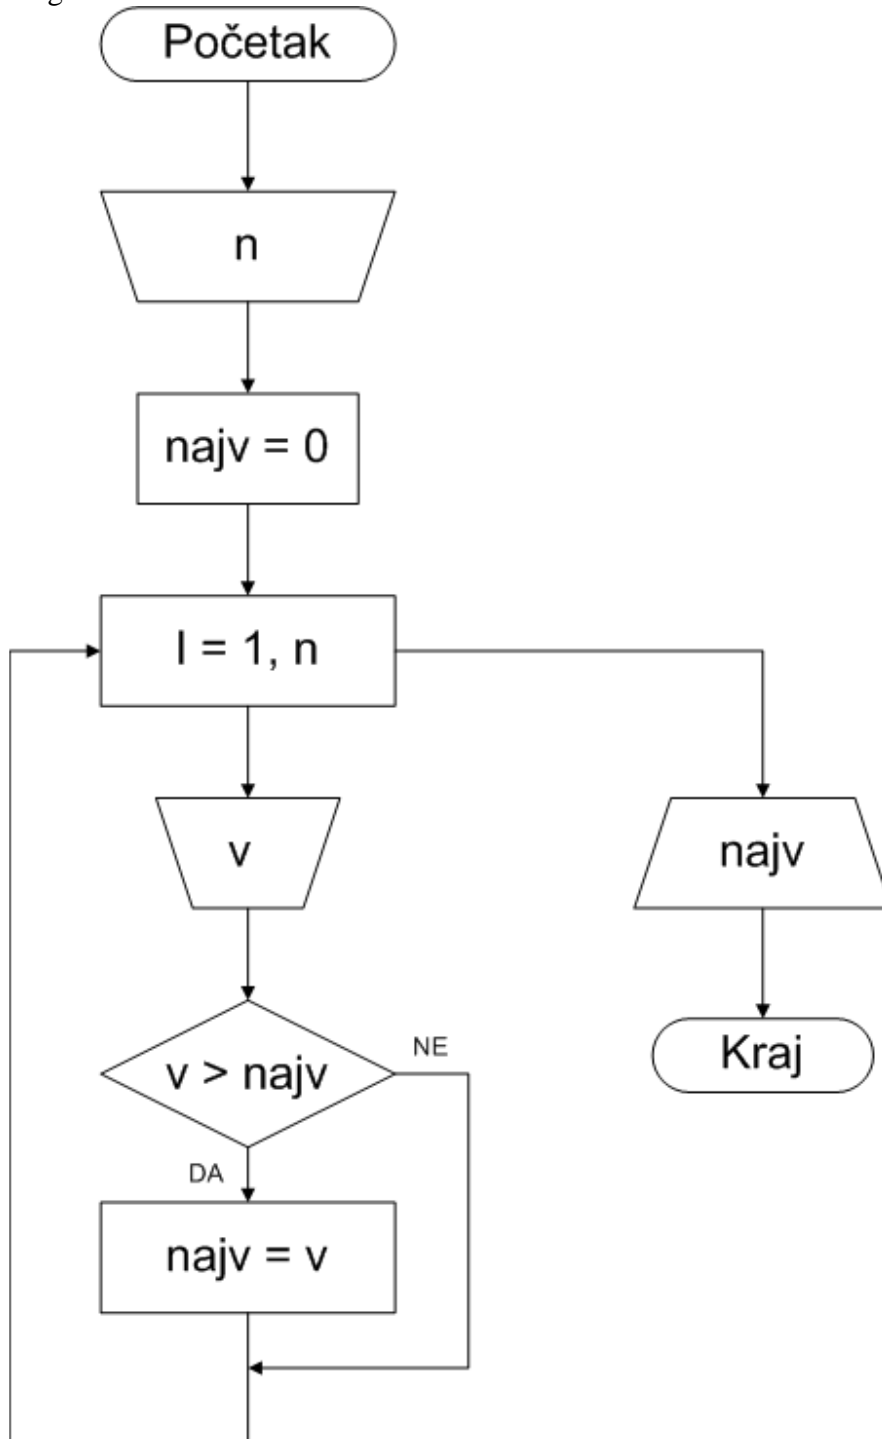 Početak
n
najv = 0
I = 1, n
v
najv
v > najv
NE
Kraj
DA
najv = v